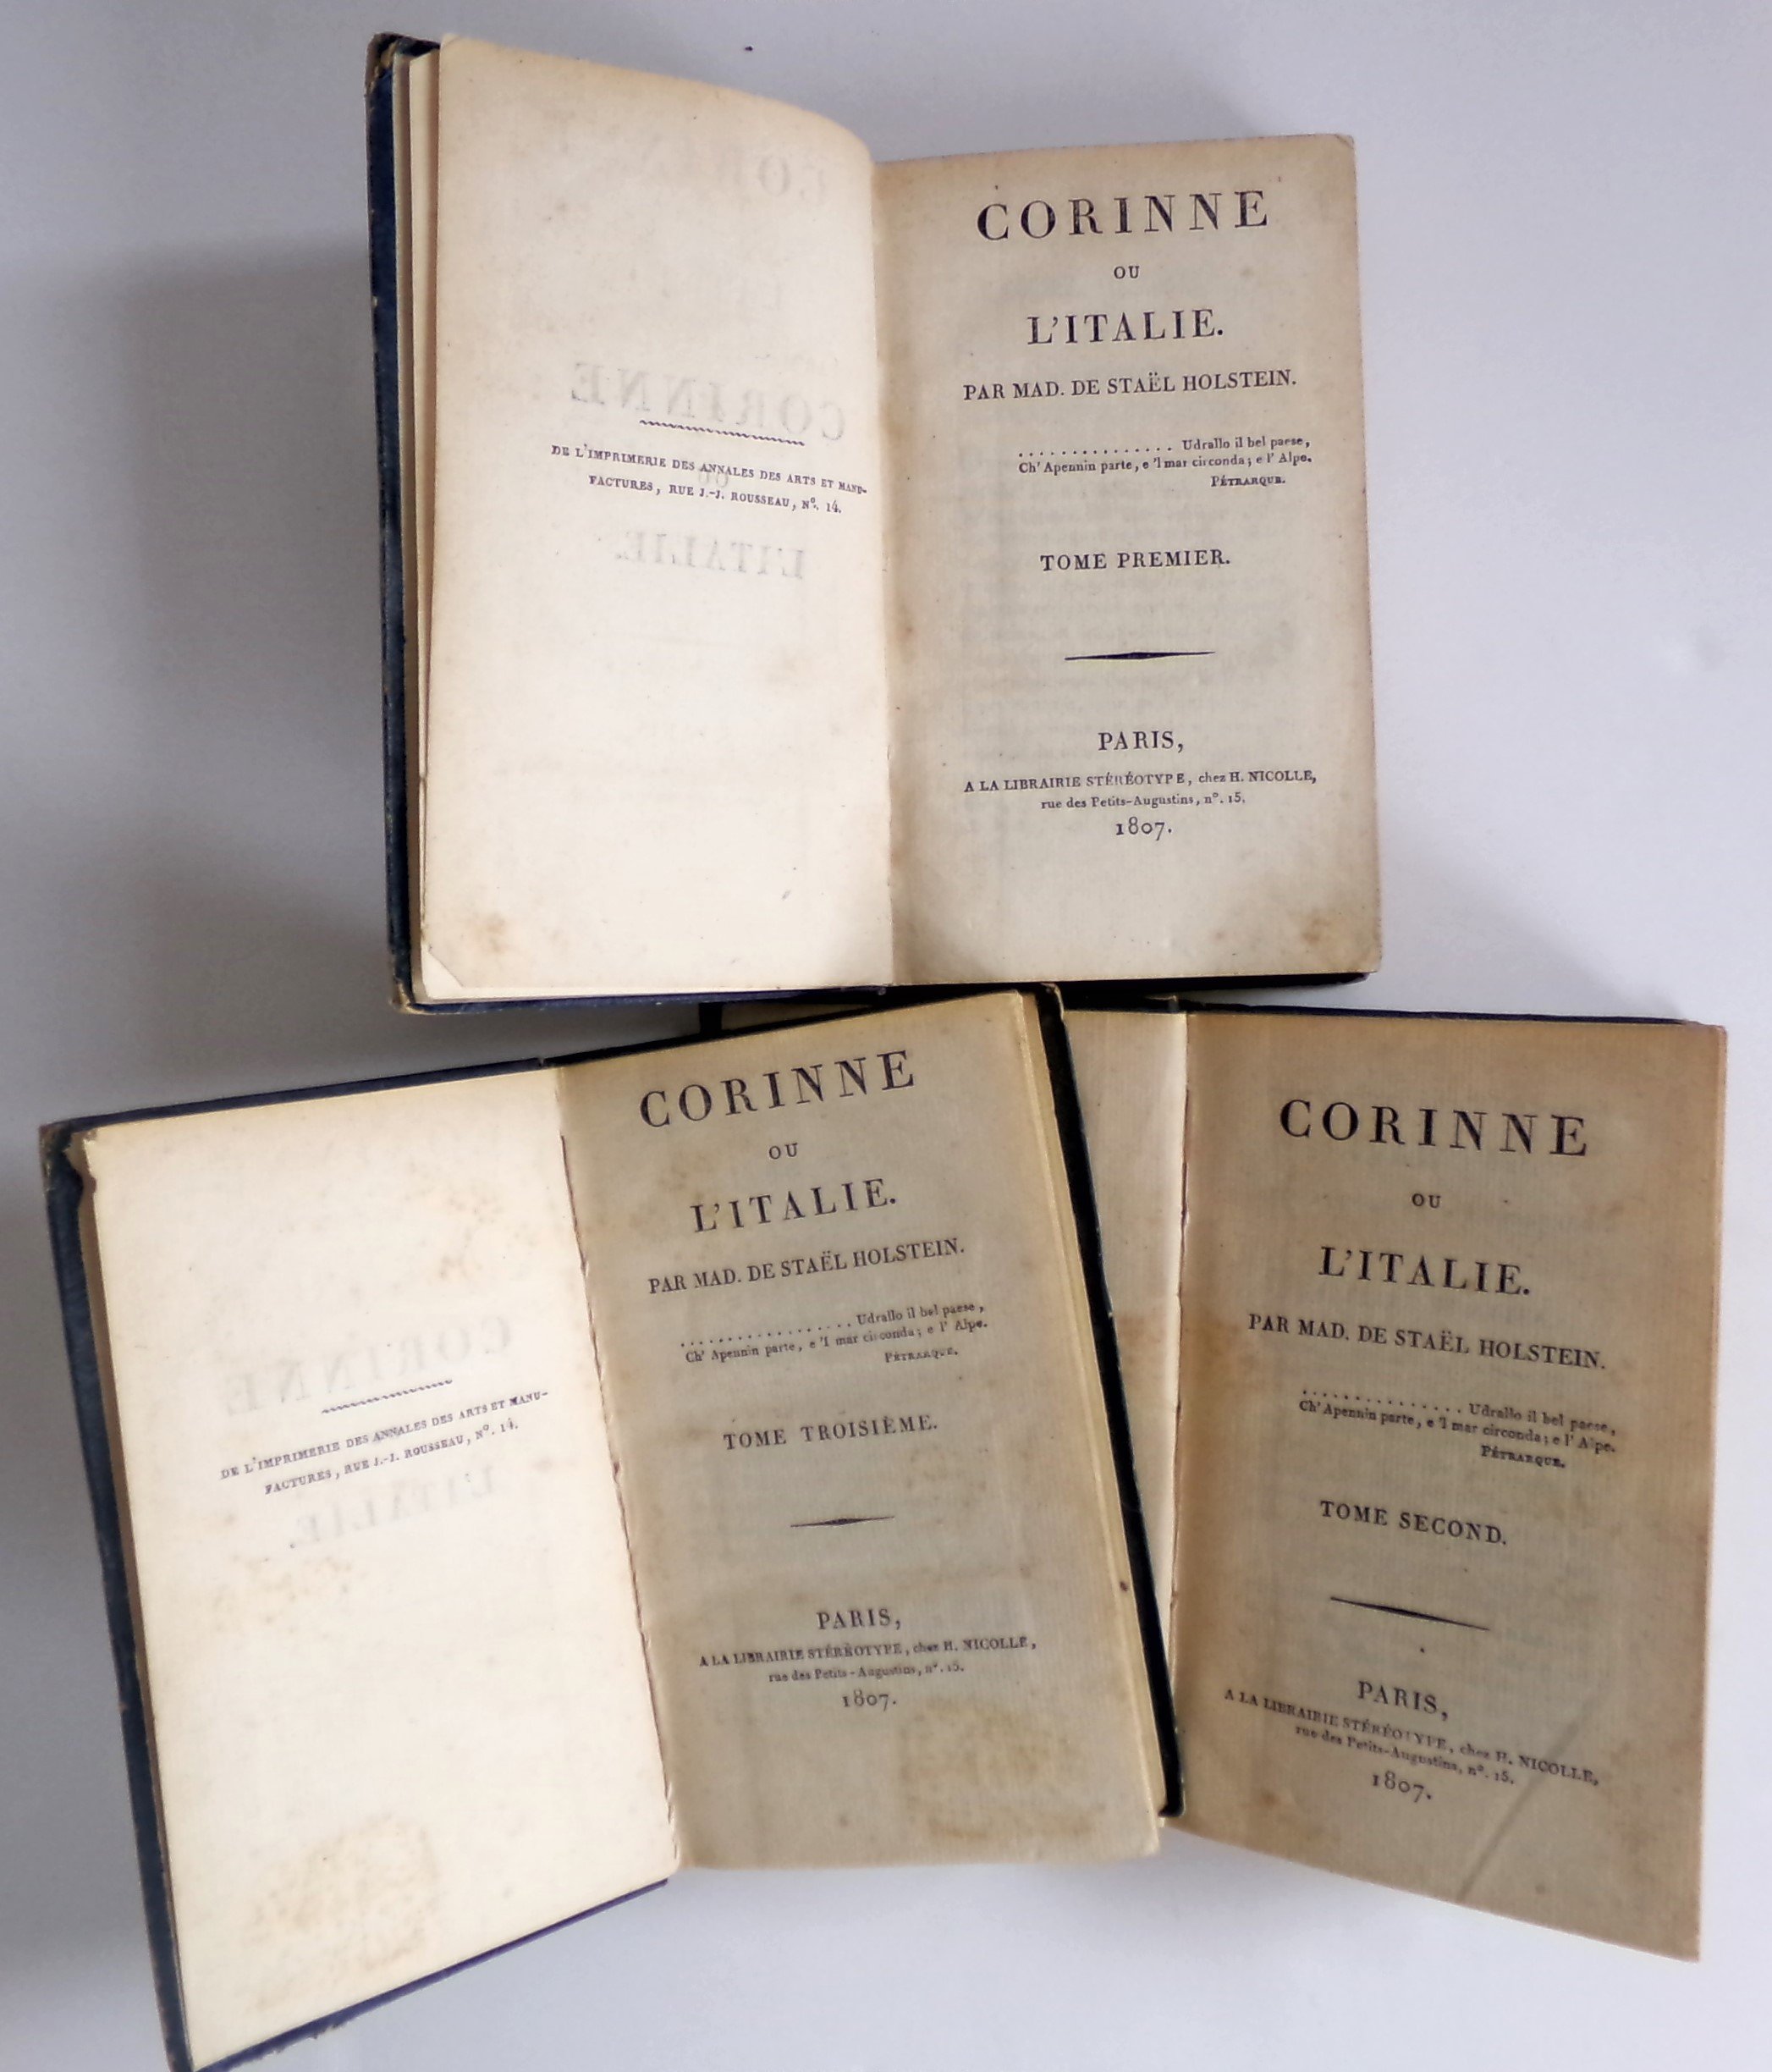 DE L'IMPRIMERIE DES ANNALES DES ARTS ET MANU-
FACTURES, RUE J.-J. ROUSSEAU, Nº. 14.
CORINNE
OU
L'ITALIE.
PAR MAD. DE STAËL HOLSTEIN.
............... Udrallo il bel paese,
Ch' Apennin parte, e 'l mar circonda; e l' Alpe.
PÉTRARQUE.
TOME PREMIER.
PARIS,
A LA LIBRAIRIE STÉRÉOTYPE, chez H. NICOLLE,
rue des Petits-Augustins, nº. 15.
1807.
DE L'IMPRIMERIE DES ANNALES DES ARTS ET MANU-
FACTURES, RUE J.-J. ROUSSEAU, Nº. 14.
CORINNE
OU
L'ITALIE.
PAR MAD. DE STAËL HOLSTEIN.
.................. Udrallo il bel paese,
Ch' Apennin parte, e 'l mar circonda; e l' Alpe.
PÉTRARQUE.
TOME TROISIÈME.
PARIS,
A LA LIBRAIRIE STÉRÉOTYPE, chez H. NICOLLE,
rue des Petits-Augustins, nº. 15.
1807.
CORINNE
OU
L'ITALIE.
PAR MAD. DE STAËL HOLSTEIN.
............... Udrallo il bel paese,
Ch' Apennin parte, e 'l mar circonda; e l' Alpe.
PÉTRARQUE.
TOME SECOND.
PARIS,
A LA LIBRAIRIE STÉRÉOTYPE, chez H. NICOLLE,
rue des Petits-Augustins, nº. 15.
1807.